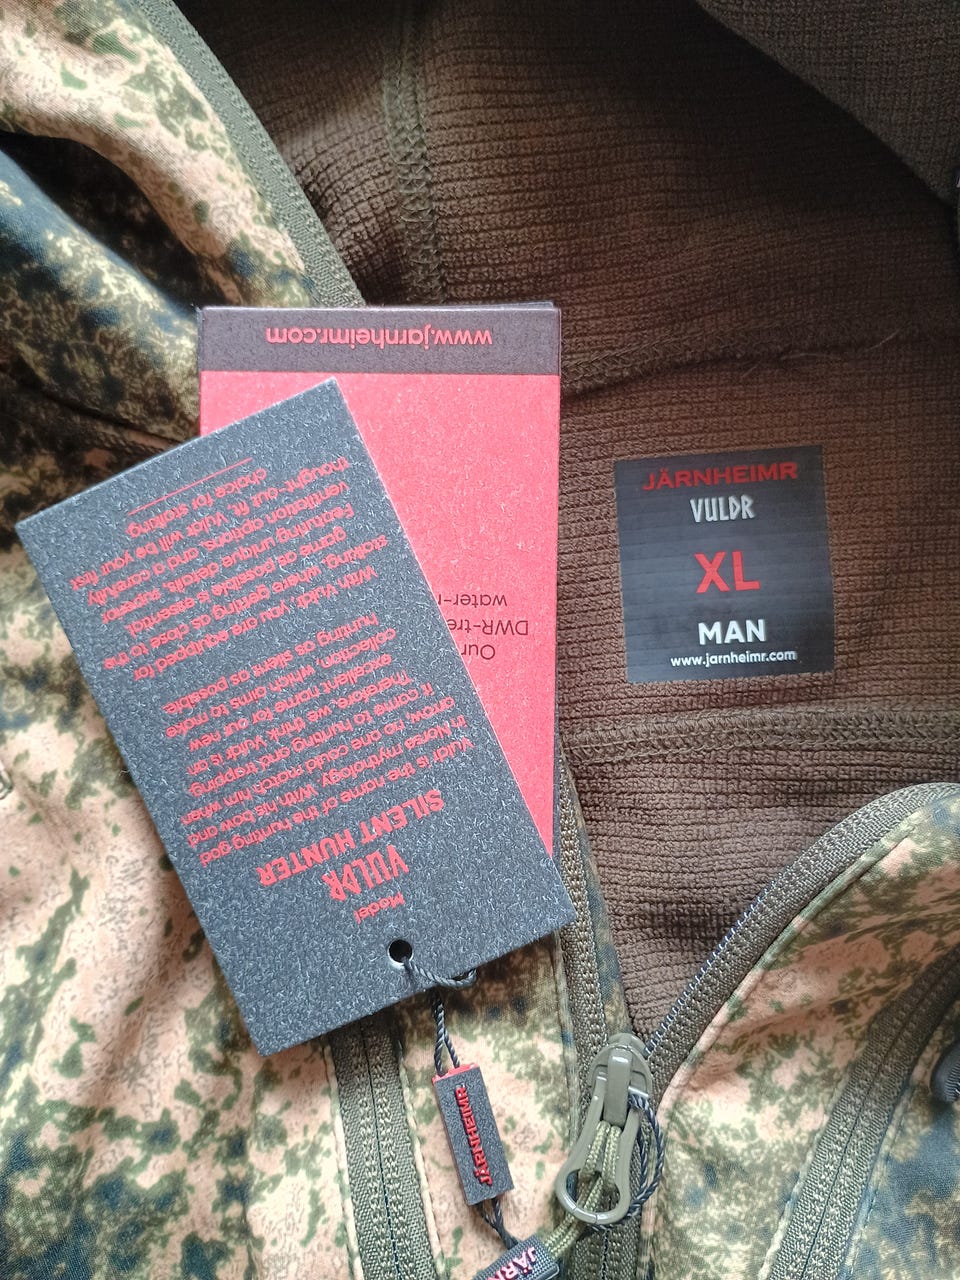 www.jarnheimr.com
Our
DWR-tre
water-r
Model
VULDR
SILENT HUNTER
Vuldr is the name of the hunting god
in Norse mythology. With his bow and
arrow, no one could match him when
it came to hunting and trapping.
Therefore, we think Vuldr is an
excellent name for our new
collection, which aims to make
hunting as silent as possible.
With Vuldr, you are equipped for
stalking, where getting as close to the
game as possible is essential.
Featuring unique details, superior
ventilation options, and a carefully
thought-out fit, Vuldr will be your first
choice for stalking.
JÄRNHEIMR
VULDR
XL
MAN
www.jarnheimr.com
JÄRNHEIMR
JÄRN